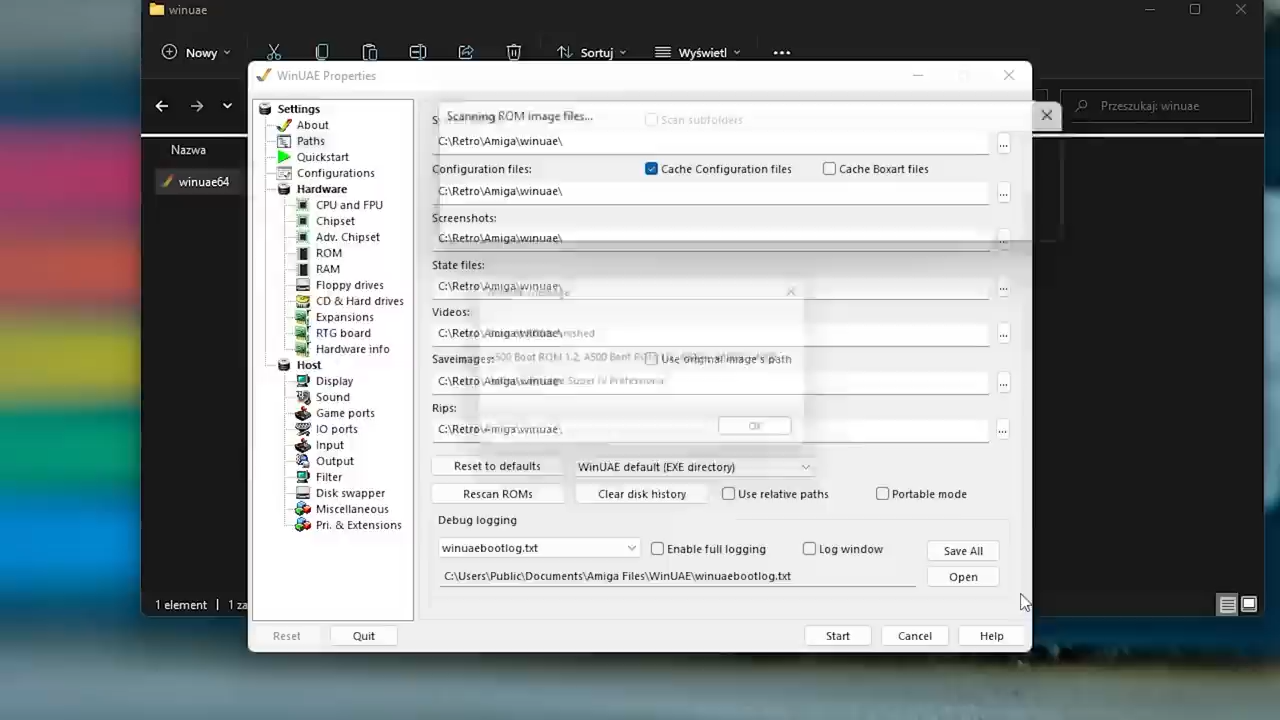 winuae
Nowy
Sortuj
Wyświetl
WinUAE Properties
Przeszukaj: winuae
Nazwa
winuae64
1 element
Settings
About
Paths
Quickstart
Configurations
Hardware
CPU and FPU
Chipset
Adv. Chipset
ROM
RAM
Floppy drives
CD & Hard drives
Expansions
RTG board
Hardware info
Host
Display
Sound
Game ports
IO ports
Input
Output
Filter
Disk swapper
Miscellaneous
Pri. & Extensions
Scanning ROM image files...
Scan subfolders
C:\Retro\Amiga\winuae\
...
Configuration files:
Cache Configuration files
Cache Boxart files
C:\Retro\Amiga\winuae\
...
Screenshots:
C:\Retro\Amiga\winuae\
...
State files:
C:\Retro\Amiga\winuae\
...
Videos:
C:\Retro\Amiga\winuae\
...
Saveimages:
Use original image's path
C:\Retro\Amiga\winuae\
...
Rips:
C:\Retro\Amiga\winuae\
...
OK
Reset to defaults
WinUAE default (EXE directory)
Rescan ROMs
Clear disk history
Use relative paths
Portable mode
Debug logging
winuaebootlog.txt
Enable full logging
Log window
Save All
C:\Users\Public\Documents\Amiga Files\WinUAE\winuaebootlog.txt
Open
Reset
Quit
Start
Cancel
Help